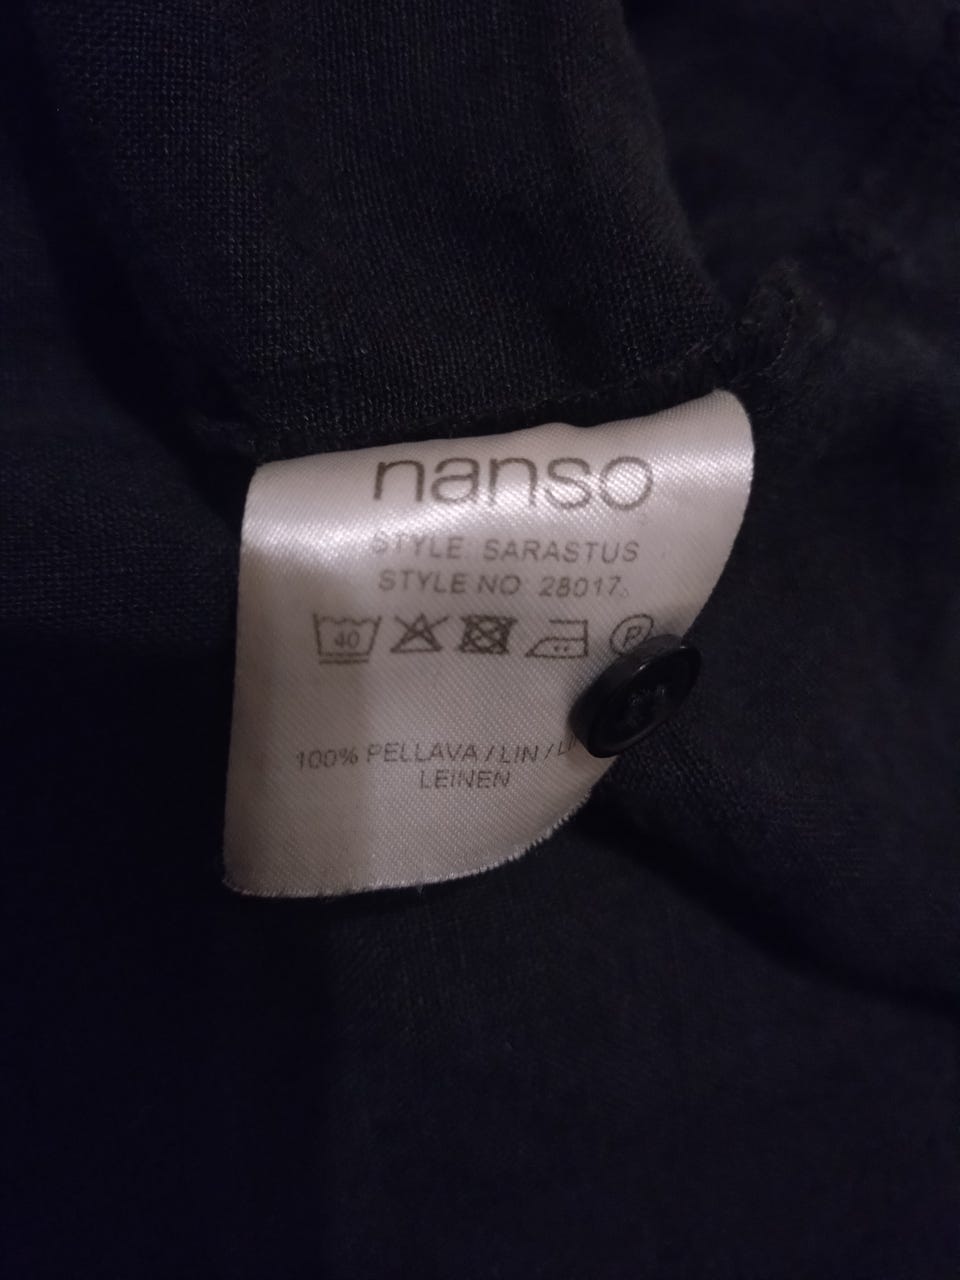 nanso
STYLE: SARASTUS
STYLE NO: 28017
40
P
100% PELLAVA / LIN /
LEINEN